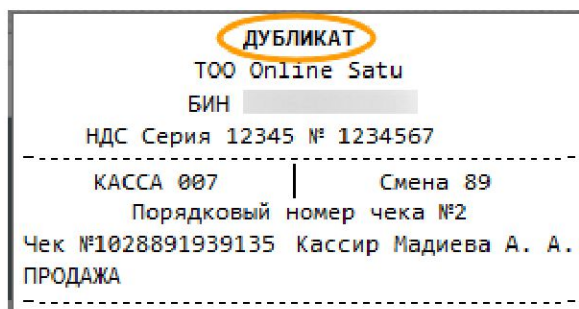 ДУБЛИКАТ
ТОО Online Satu
БИН
НДС Серия 12345 № 1234567
КАССА 007 | Смена 89
Порядковый номер чека №2
Чек №1028891939135 Кассир Мадиева А. А.
ПРОДАЖА